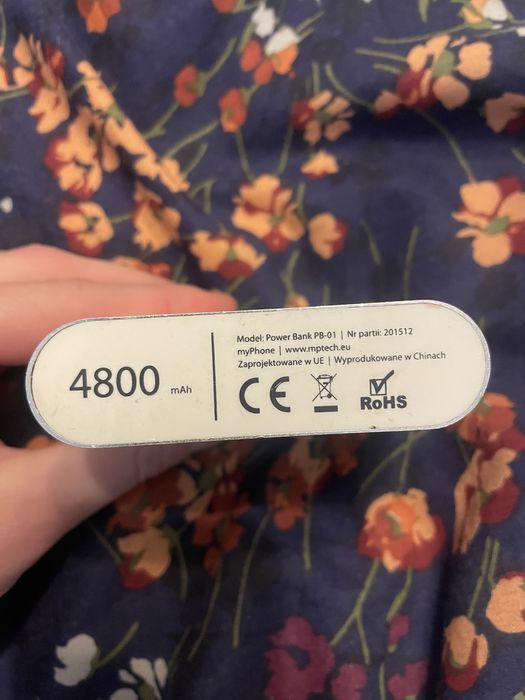 4800 mAh
Model: Power Bank PB-01 | Nr partii: 201512
myPhone | www.mptech.eu
Zaprojektowane w UE | Wyprodukowane w Chinach
CE RoHS